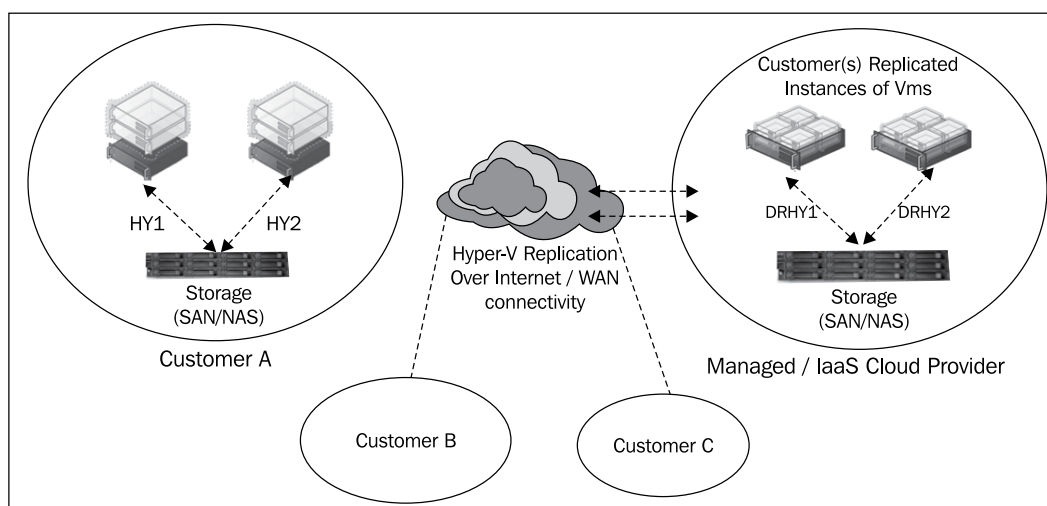 Customer(s) Replicated
Instances of Vms
HY1
HY2
DRHY1
DRHY2
Hyper-V Replication
Over Internet / WAN
connectivity
Storage
(SAN/NAS)
Storage
(SAN/NAS)
Customer A
Managed / IaaS Cloud Provider
Customer B
Customer C